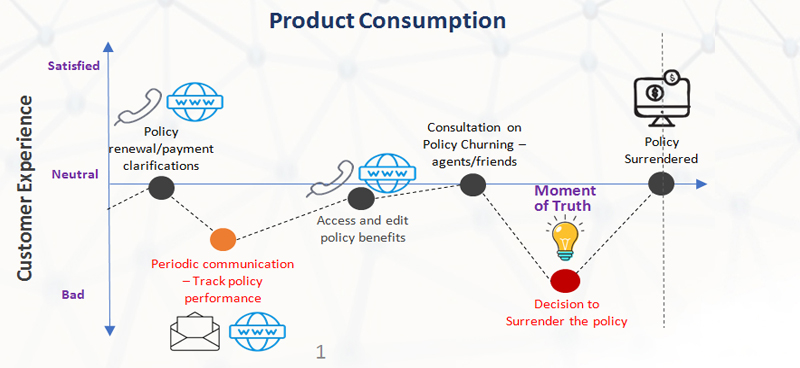 Product Consumption
Satisfied
Customer Experience
Neutral
Bad
WWW
Policy
renewal/payment
clarifications
Periodic communication
– Track policy
performance
WWW
WWW
Access and edit
policy benefits
Consultation on
Policy Churning –
agents/friends
Moment
of Truth
Decision to
Surrender the policy
$
$
Policy
Surrendered
1